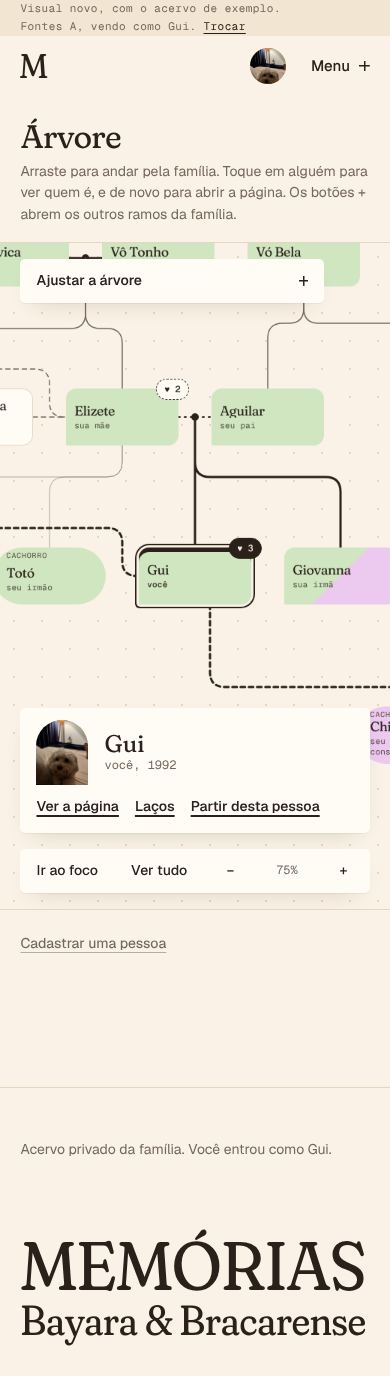 Visual novo, com o acervo de exemplo.
Fontes A, vendo como Gui. Trocar
M
Menu +
Árvore
Arraste para andar pela família. Toque em alguém para
ver quem é, e de novo para abrir a página. Os botões +
abrem os outros ramos da família.
Vô Tonho
Vó Bela
Ajustar a árvore +
♥ 2
Elizete
sua mãe
Aguilar
seu pai
CACHORRO
Totó
seu irmão
♥ 3
Gui
você
Giovanna
sua irmã
seu
Gui
você, 1992
Ver a página Laços Partir desta pessoa
Ir ao foco Ver tudo − 75% +
Cadastrar uma pessoa
Acervo privado da família. Você entrou como Gui.
MEMÓRIAS
Bayara & Bracarense